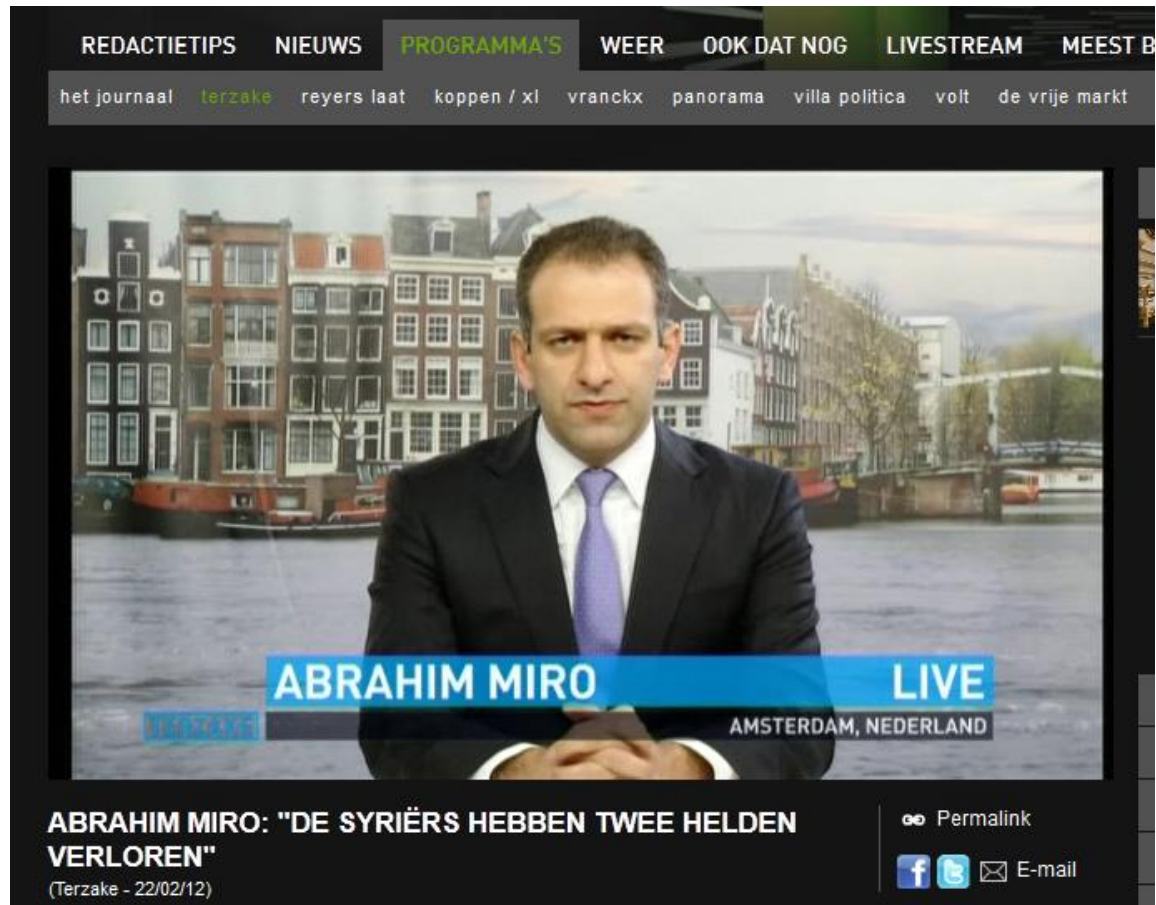 REDACTIETIPS NIEUWS PROGRAMMA'S WEER OOK DAT NOG LIVESTREAM MEEST B
het journaal terzake reyers laat koppen / xl vranckx panorama villa politica volt de vrije markt
ABRAHIM MIRO LIVE
TERZAKE AMSTERDAM, NEDERLAND
ABRAHIM MIRO: "DE SYRIËRS HEBBEN TWEE HELDEN
VERLOREN"
(Terzake - 22/02/12)
Permalink
E-mail